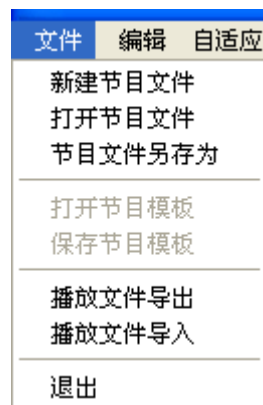 文件 编辑 自适应
新建节目文件
打开节目文件
节目文件另存为
打开节目模板
保存节目模板
播放文件导出
播放文件导入
退出